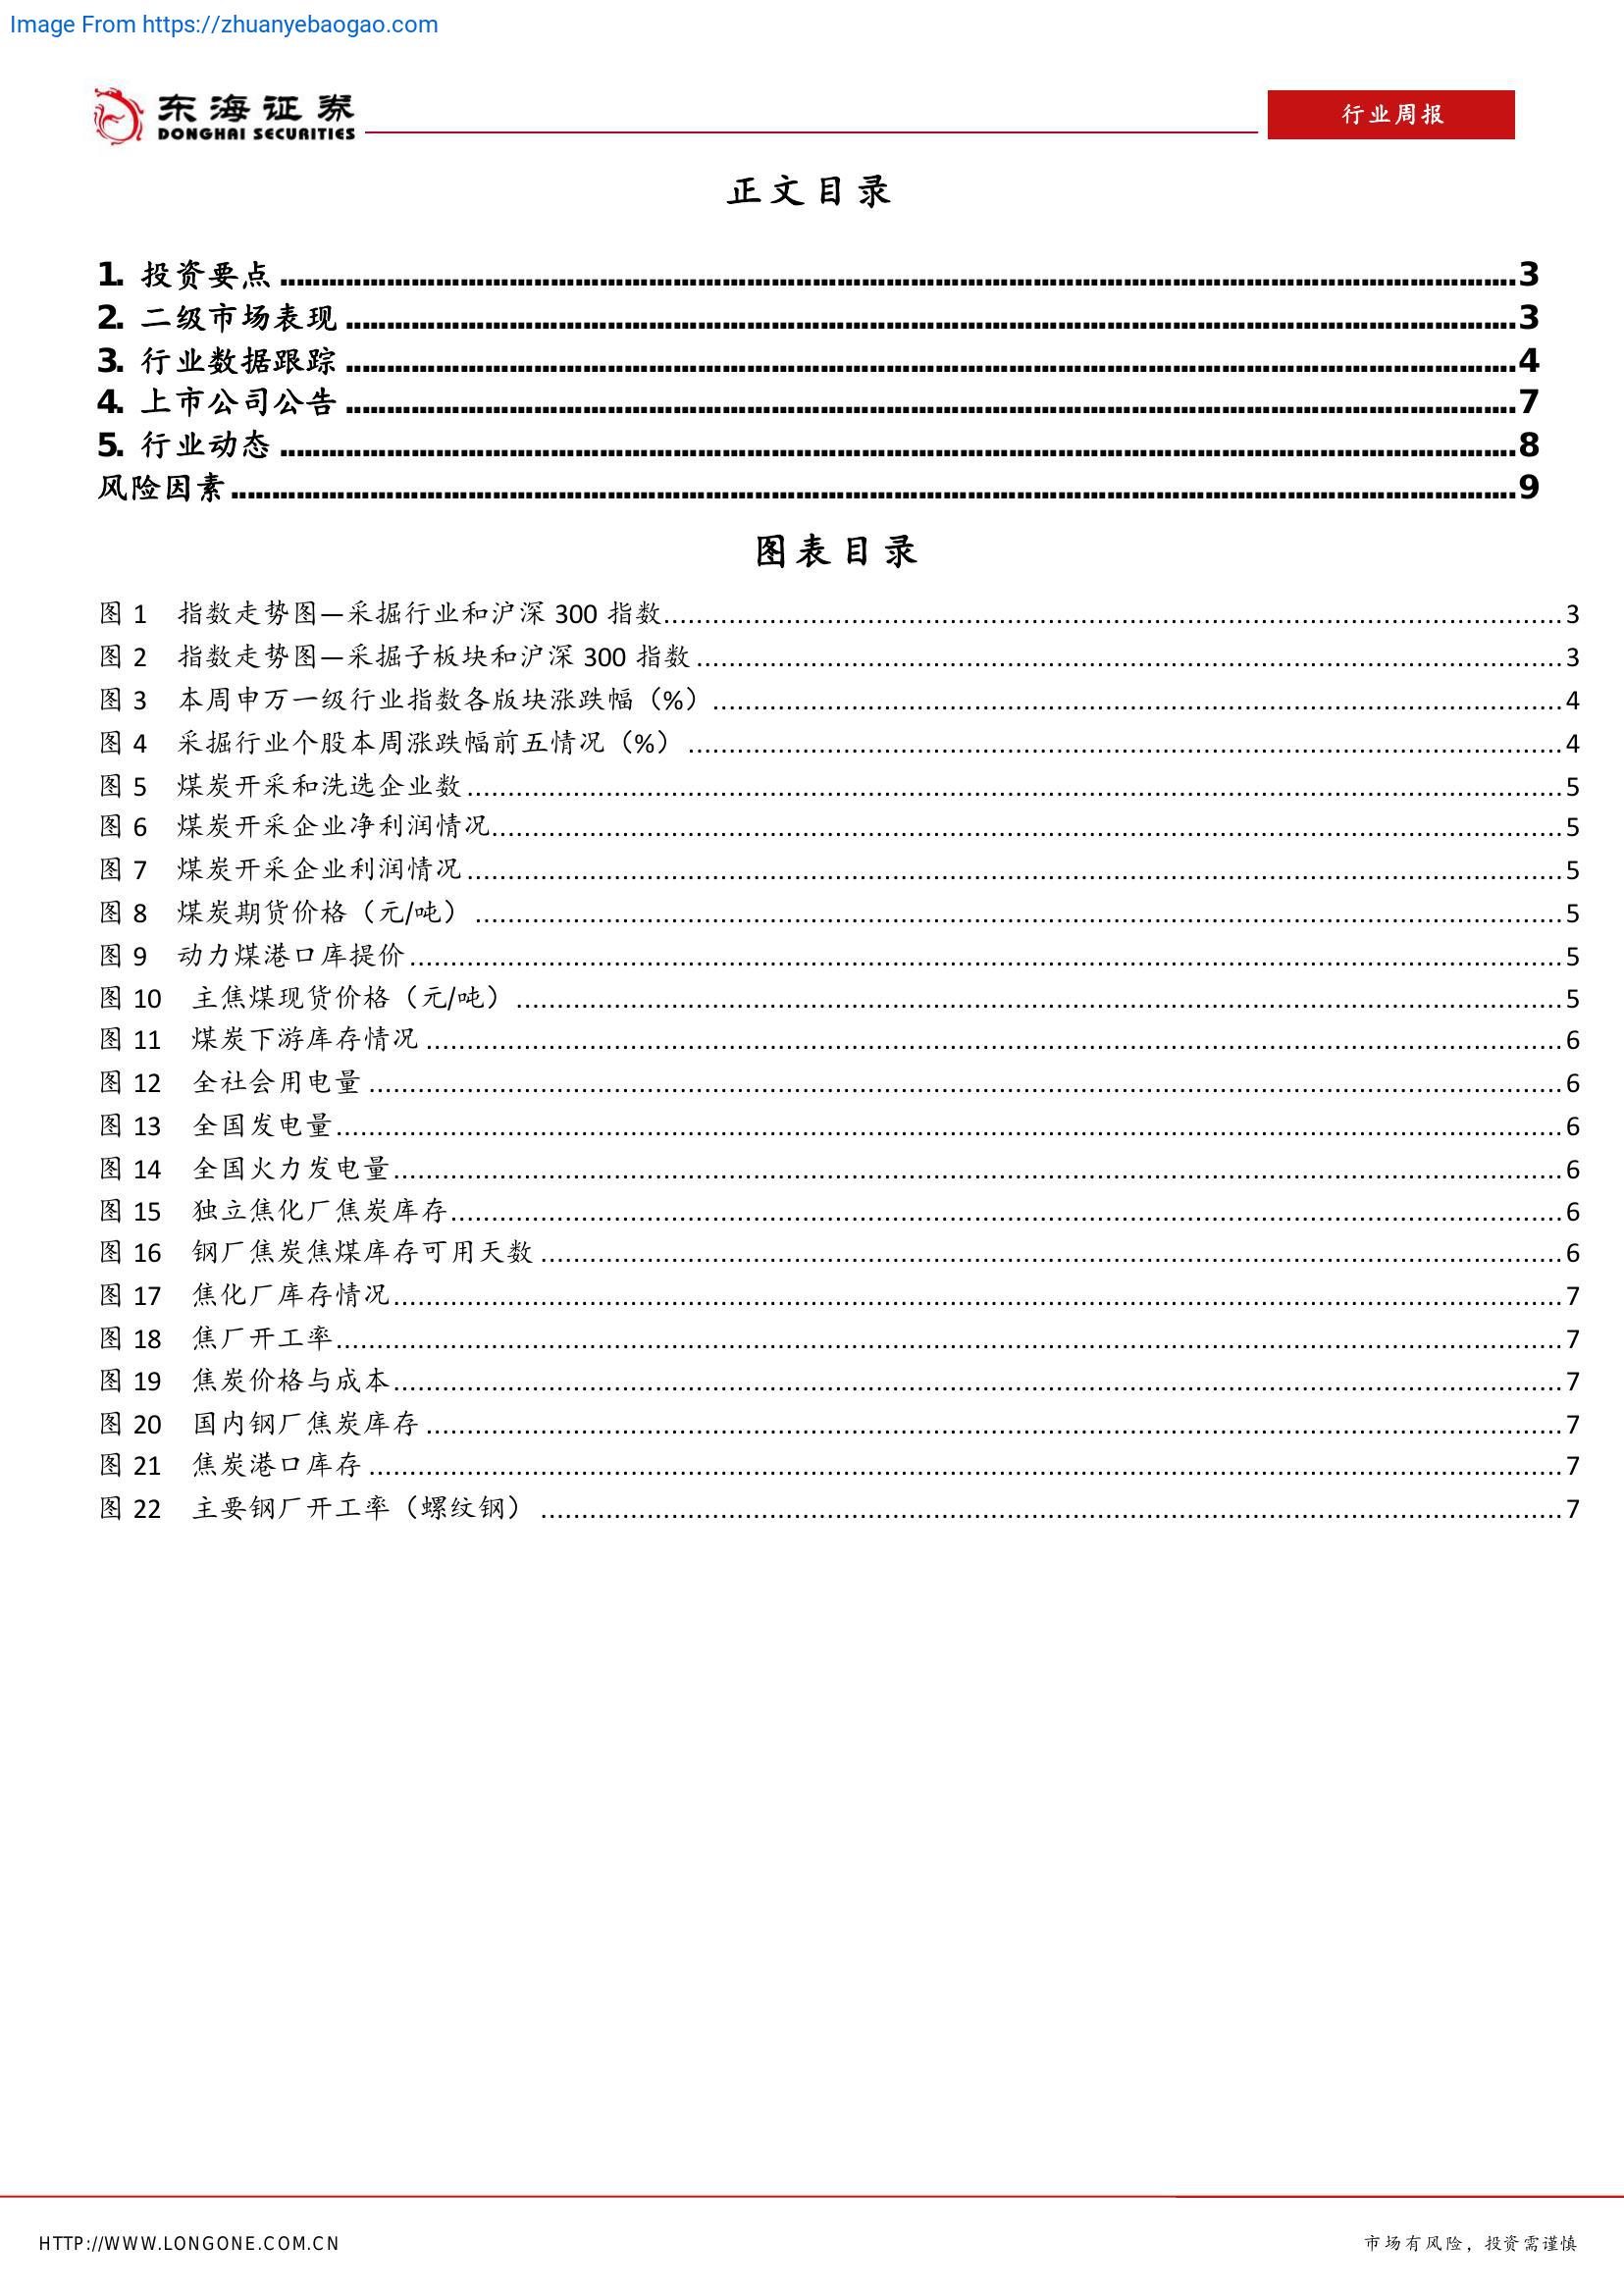 Image From https://zhuanyebaogao.com
东海证券
DONGHAI SECURITIES
行业周报
正文目录
1. 投资要点 ........................................ 3
2. 二级市场表现 ........................................ 3
3. 行业数据跟踪 ........................................ 4
4. 上市公司公告 ........................................ 7
5. 行业动态 ........................................ 8
风险因素 ........................................ 9
图表目录
图 1 指数走势图—采掘行业和沪深 300 指数 ........................................ 3
图 2 指数走势图—采掘子板块和沪深 300 指数 ........................................ 3
图 3 本周申万一级行业指数各版块涨跌幅（%） ........................................ 4
图 4 采掘行业个股本周涨跌幅前五情况（%） ........................................ 4
图 5 煤炭开采和洗选企业数 ........................................ 5
图 6 煤炭开采企业净利润情况 ........................................ 5
图 7 煤炭开采企业利润情况 ........................................ 5
图 8 煤炭期货价格（元/吨） ........................................ 5
图 9 动力煤港口库提价 ........................................ 5
图 10 主焦煤现货价格（元/吨） ........................................ 5
图 11 煤炭下游库存情况 ........................................ 6
图 12 全社会用电量 ........................................ 6
图 13 全国发电量 ........................................ 6
图 14 全国火力发电量 ........................................ 6
图 15 独立焦化厂焦炭库存 ........................................ 6
图 16 钢厂焦炭焦煤库存可用天数 ........................................ 6
图 17 焦化厂库存情况 ........................................ 7
图 18 焦厂开工率 ........................................ 7
图 19 焦炭价格与成本 ........................................ 7
图 20 国内钢厂焦炭库存 ........................................ 7
图 21 焦炭港口库存 ........................................ 7
图 22 主要钢厂开工率（螺纹钢） ........................................ 7
HTTP://WWW.LONGONE.COM.CN
市场有风险，投资需谨慎